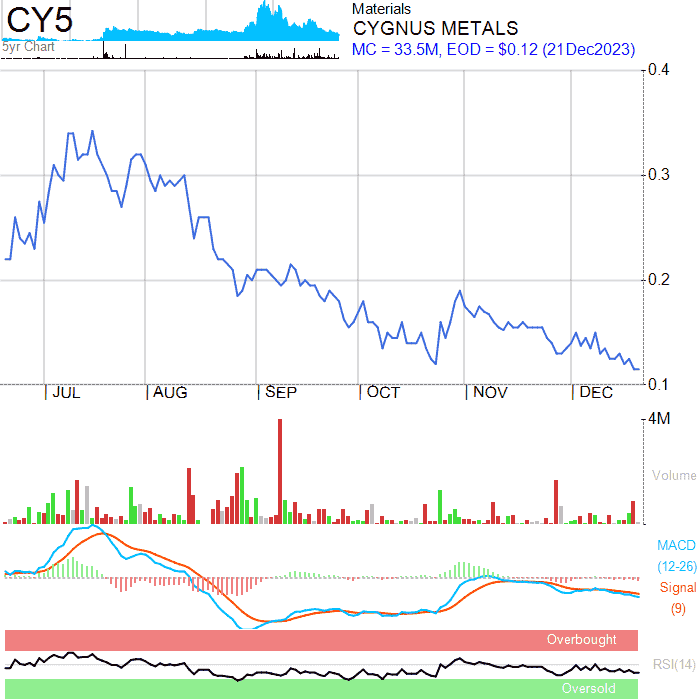 CY5
5yr Chart
Materials
CYGNUS METALS
MC = 33.5M, EOD = $0.12 (21Dec2023)
0.4
0.3
0.2
0.1
JUL AUG SEP OCT NOV DEC
4M
Volume
MACD
(12-26)
Signal
(9)
Overbought
RSI(14)
Oversold